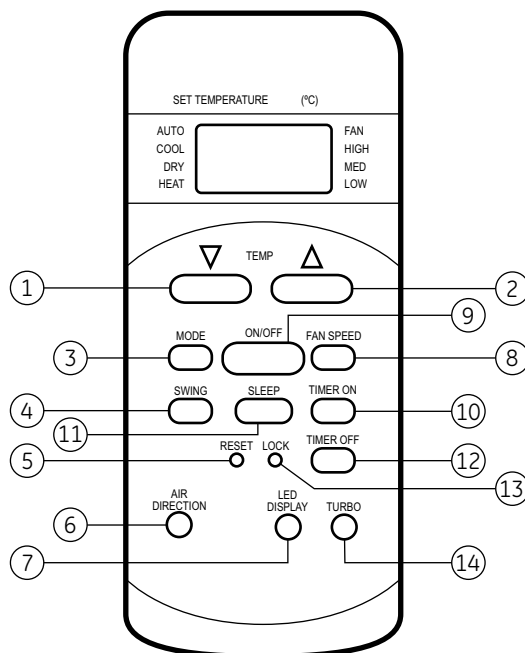 SET TEMPERATURE (ºC)
AUTO FAN
COOL HIGH
DRY MED
HEAT LOW
TEMP
1 2
9
MODE ON/OFF FAN SPEED
3 8
SWING SLEEP TIMER ON
4 10
11
RESET LOCK TIMER OFF
5 12
13
AIR
DIRECTION
LED
DISPLAY
TURBO
6
7 14